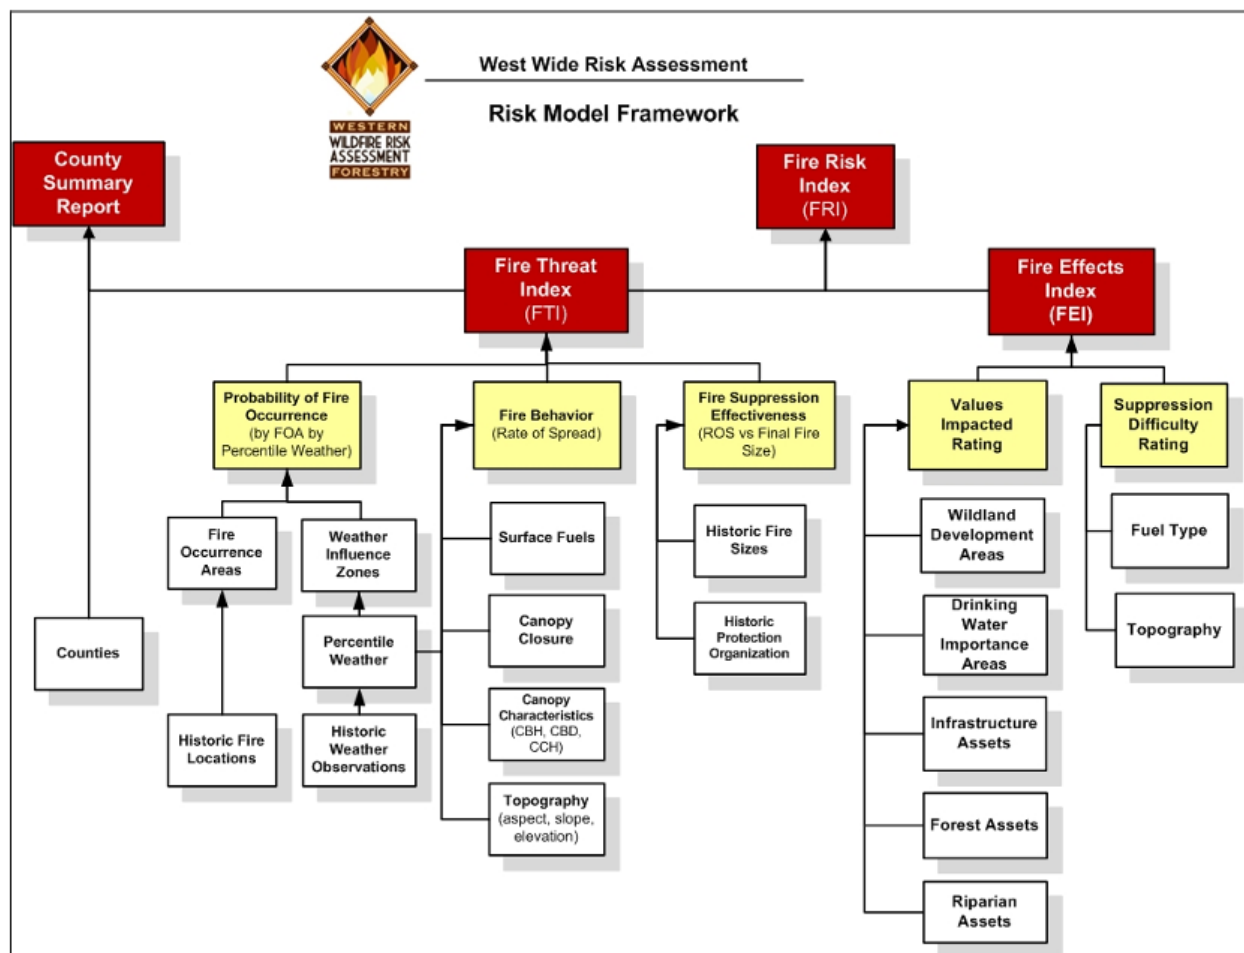 West Wide Risk Assessment
Risk Model Framework
WESTERN
WILDFIRE RISK
ASSESSMENT
FORESTRY
County
Summary
Report
Fire Risk
Index
(FRI)
Fire Threat
Index
(FTI)
Fire Effects
Index
(FEI)
Probability of Fire
Occurrence
(by FOA by
Percentile Weather)
Fire Behavior
(Rate of Spread)
Fire Suppression
Effectiveness
(ROS vs Final Fire
Size)
Values
Impacted
Rating
Suppression
Difficulty
Rating
Fire
Occurrence
Areas
Weather
Influence
Zones
Surface Fuels
Historic Fire
Sizes
Wildland
Development
Areas
Fuel Type
Counties
Percentile
Weather
Canopy
Closure
Historic
Protection
Organization
Drinking
Water
Importance
Areas
Topography
Historic Fire
Locations
Historic
Weather
Observations
Canopy
Characteristics
(CBH, CBD,
CCH)
Infrastructure
Assets
Topography
(aspect, slope,
elevation)
Forest Assets
Riparian
Assets